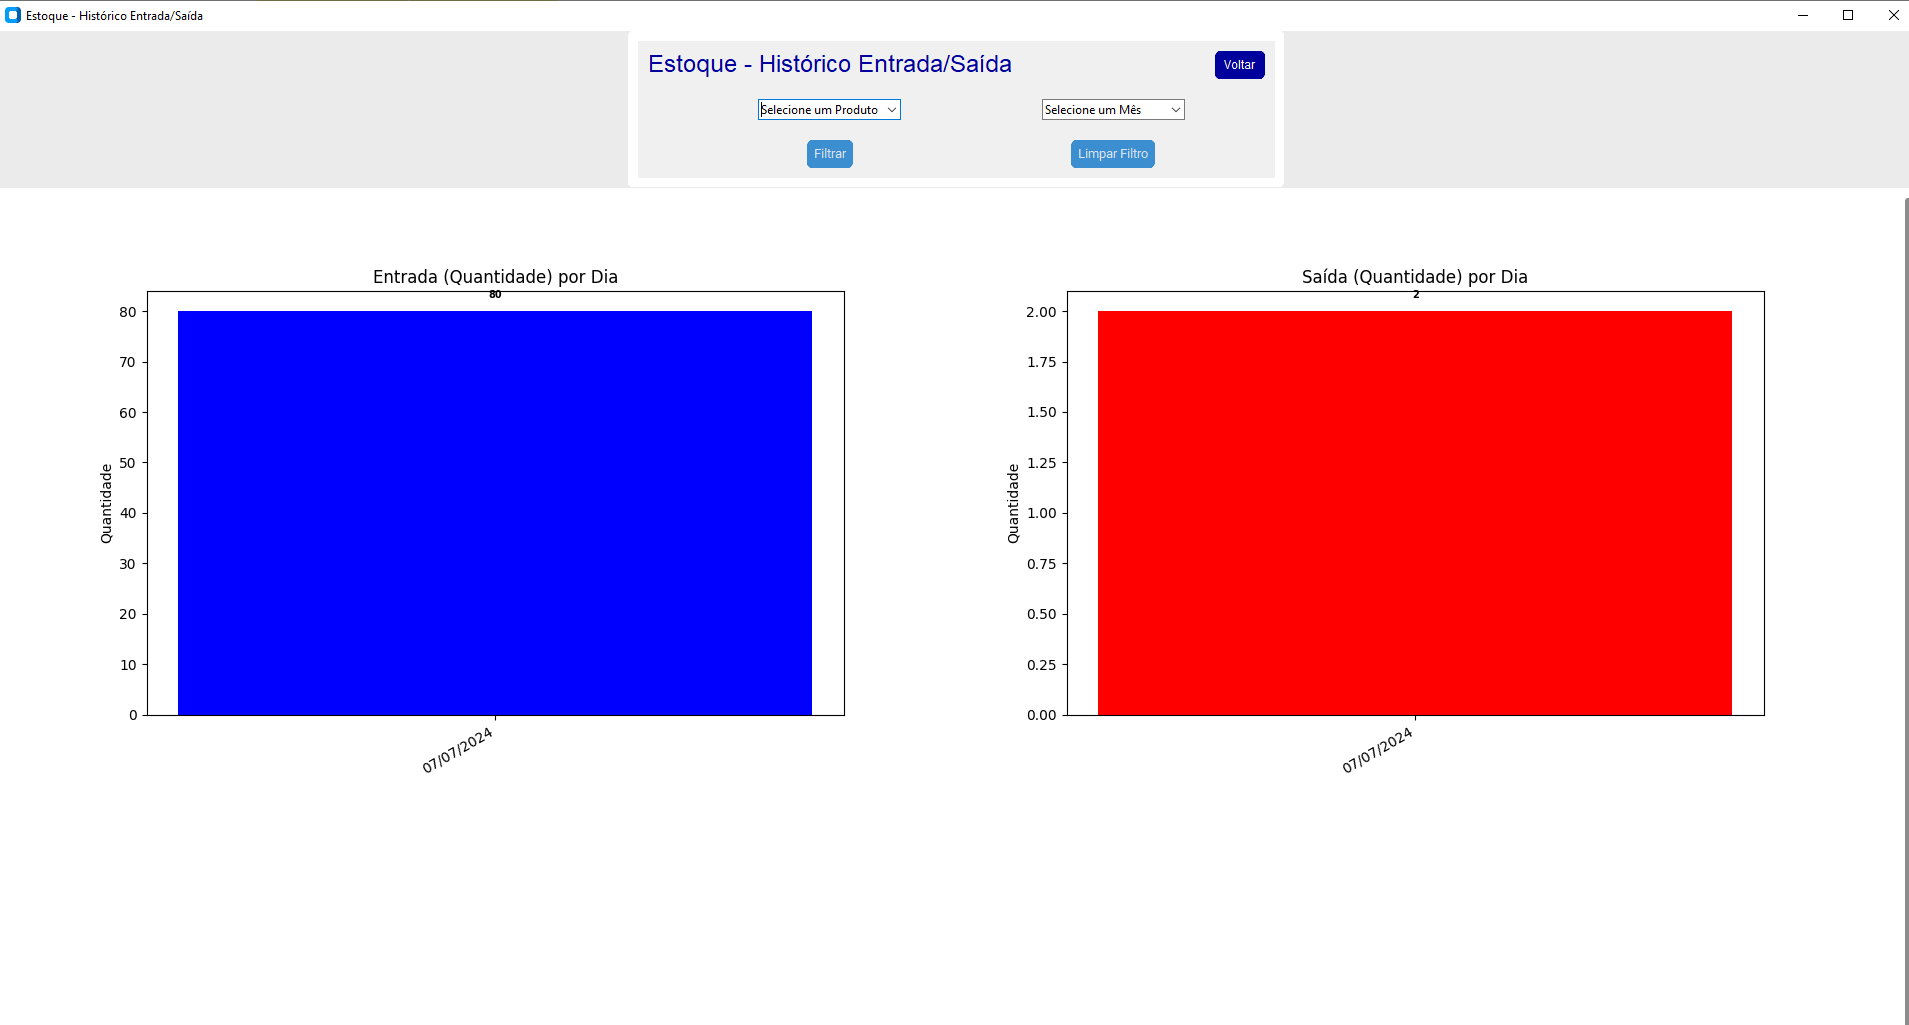 Estoque - Histórico Entrada/Saída
Estoque - Histórico Entrada/Saída
Voltar
Selecione um Produto
Selecione um Mês
Filtrar
Limpar Filtro
Entrada (Quantidade) por Dia
80
80
70
60
50
40
30
20
10
0
Quantidade
07/07/2024
Saída (Quantidade) por Dia
2
2.00
1.75
1.50
1.25
1.00
0.75
0.50
0.25
0.00
Quantidade
07/07/2024